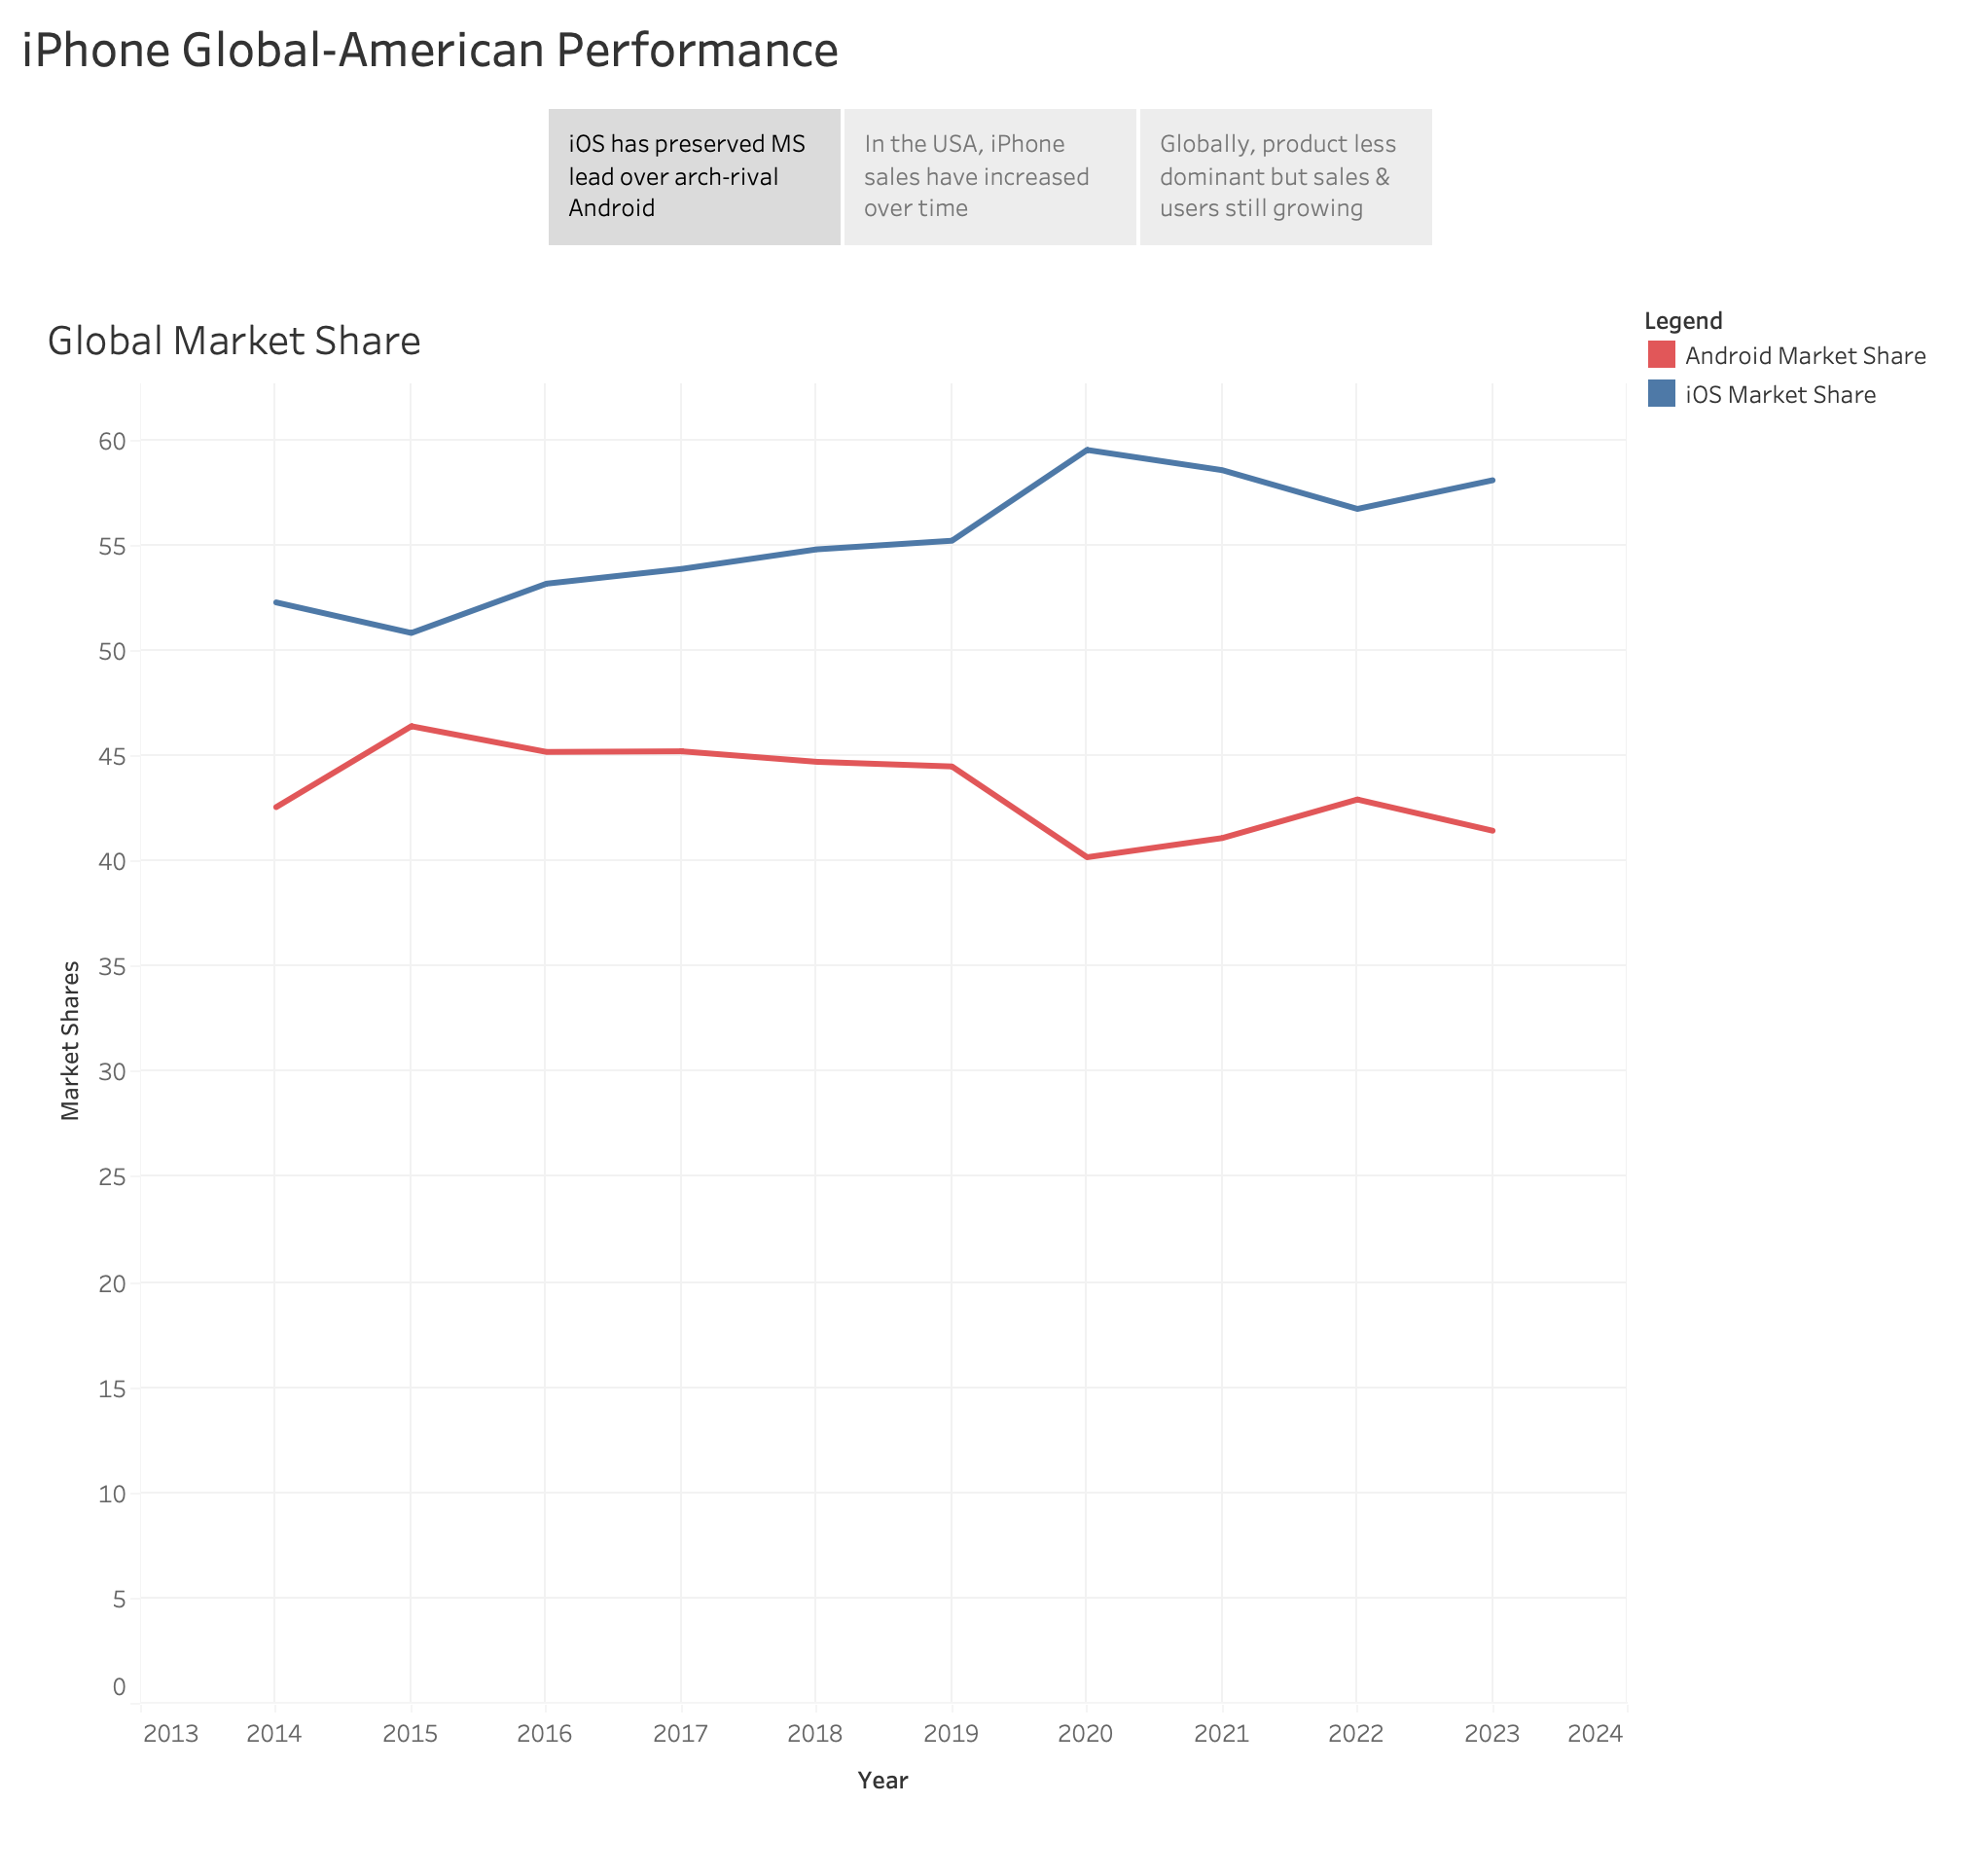 iPhone Global-American Performance
iOS has preserved MS
lead over arch-rival
Android
In the USA, iPhone
sales have increased
over time
Globally, product less
dominant but sales &
users still growing
Global Market Share
Legend
Android Market Share
iOS Market Share
Market Shares
60
55
50
45
40
35
30
25
20
15
10
5
0
2013 2014 2015 2016 2017 2018 2019 2020 2021 2022 2023 2024
Year